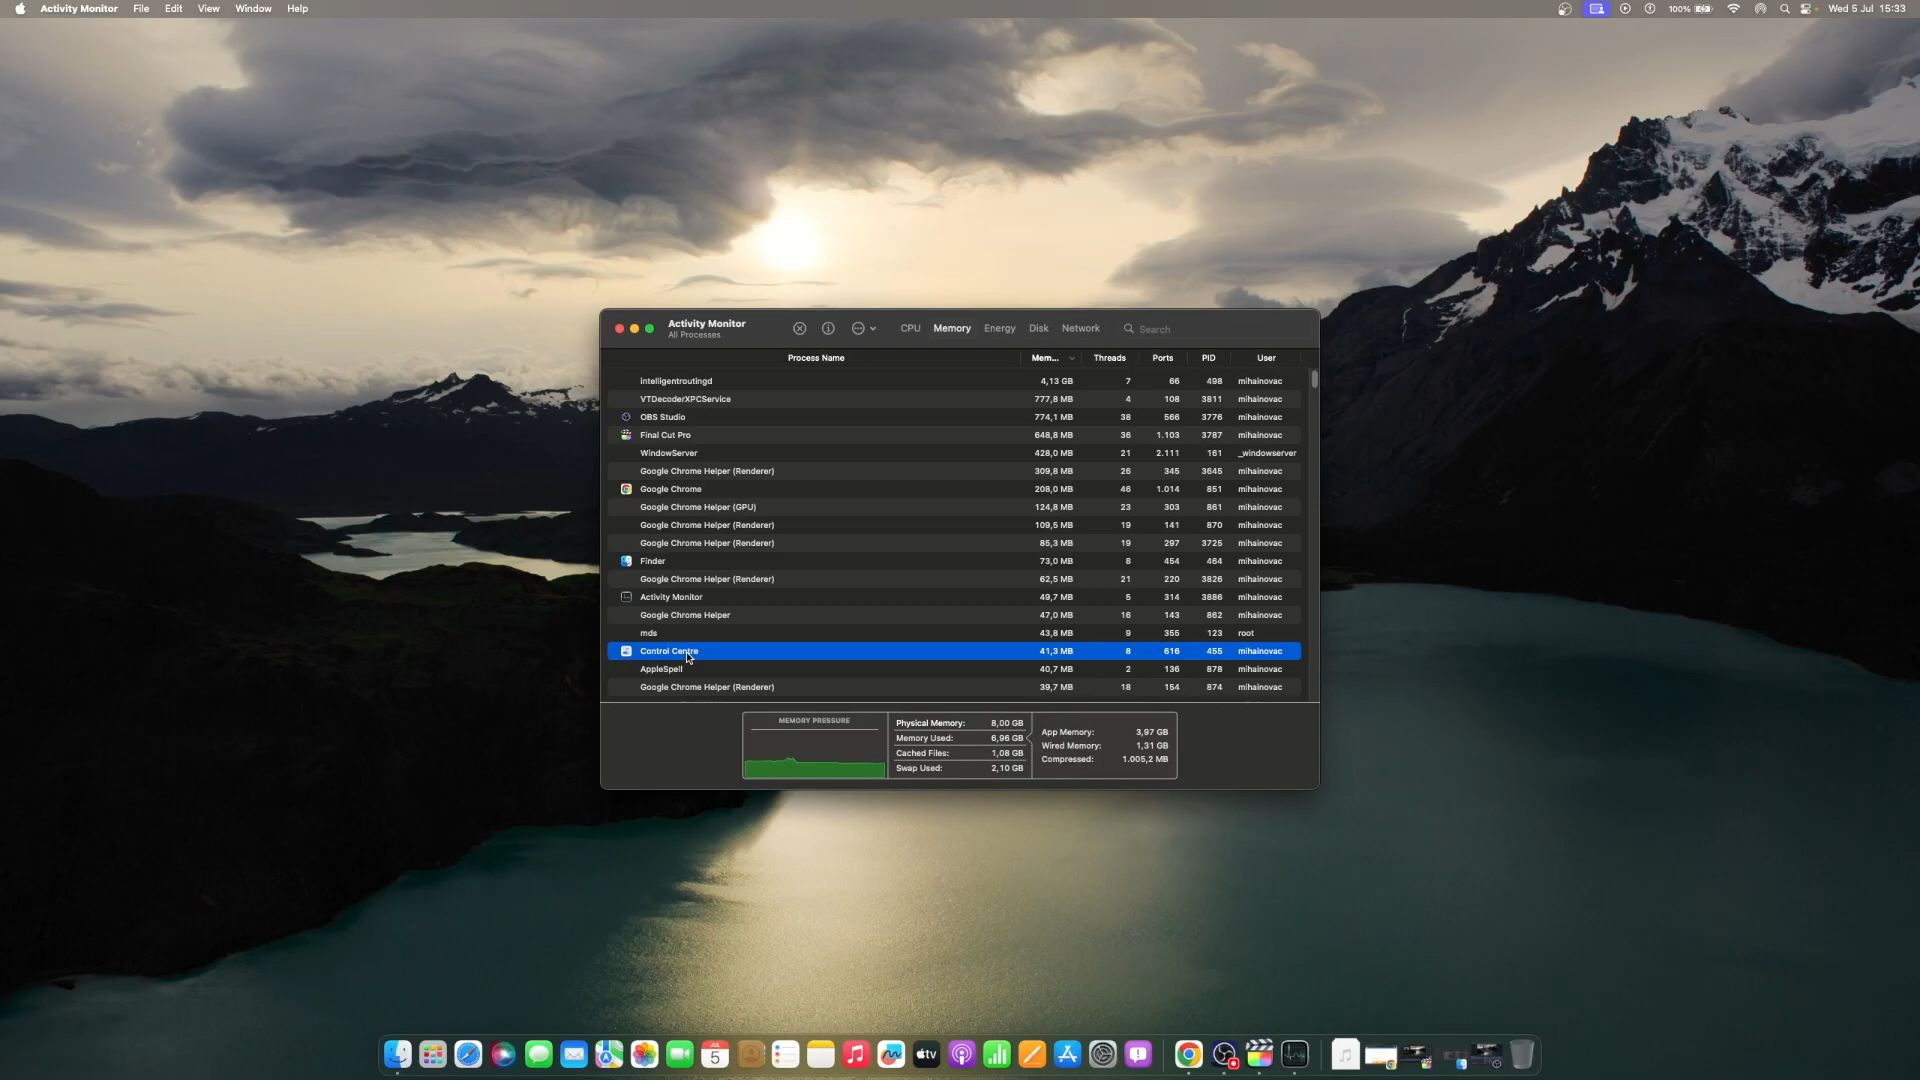 Activity Monitor File Edit View Window Help 100% Wed 5 Jul 15:33
Activity Monitor
All Processes
CPU Memory Energy Disk Network Search
Process Name Mem... Threads Ports PID User
intelligentroutingd 4,13 GB 7 66 498 mihainovac
VTDecoderXPCService 777,8 MB 4 108 3811 mihainovac
OBS Studio 774,1 MB 38 566 3776 mihainovac
Final Cut Pro 648,8 MB 36 1.103 3787 mihainovac
WindowServer 428,0 MB 21 2.111 161 _windowserver
Google Chrome Helper (Renderer) 309,8 MB 26 345 3645 mihainovac
Google Chrome 208,0 MB 46 1.014 851 mihainovac
Google Chrome Helper (GPU) 124,8 MB 23 303 861 mihainovac
Google Chrome Helper (Renderer) 109,5 MB 19 141 870 mihainovac
Google Chrome Helper (Renderer) 85,3 MB 19 297 3725 mihainovac
Finder 73,0 MB 8 454 464 mihainovac
Google Chrome Helper (Renderer) 62,5 MB 21 220 3826 mihainovac
Activity Monitor 49,7 MB 5 314 3886 mihainovac
Google Chrome Helper 47,0 MB 16 143 862 mihainovac
mds 43,8 MB 9 355 123 root
Control Centre 41,3 MB 8 616 455 mihainovac
AppleSpell 40,7 MB 2 136 878 mihainovac
Google Chrome Helper (Renderer) 39,7 MB 18 154 874 mihainovac
MEMORY PRESSURE
Physical Memory: 8,00 GB
Memory Used: 6,96 GB
Cached Files: 1,08 GB
Swap Used: 2,10 GB
App Memory: 3,97 GB
Wired Memory: 1,31 GB
Compressed: 1.005,2 MB
JUL
5
tv